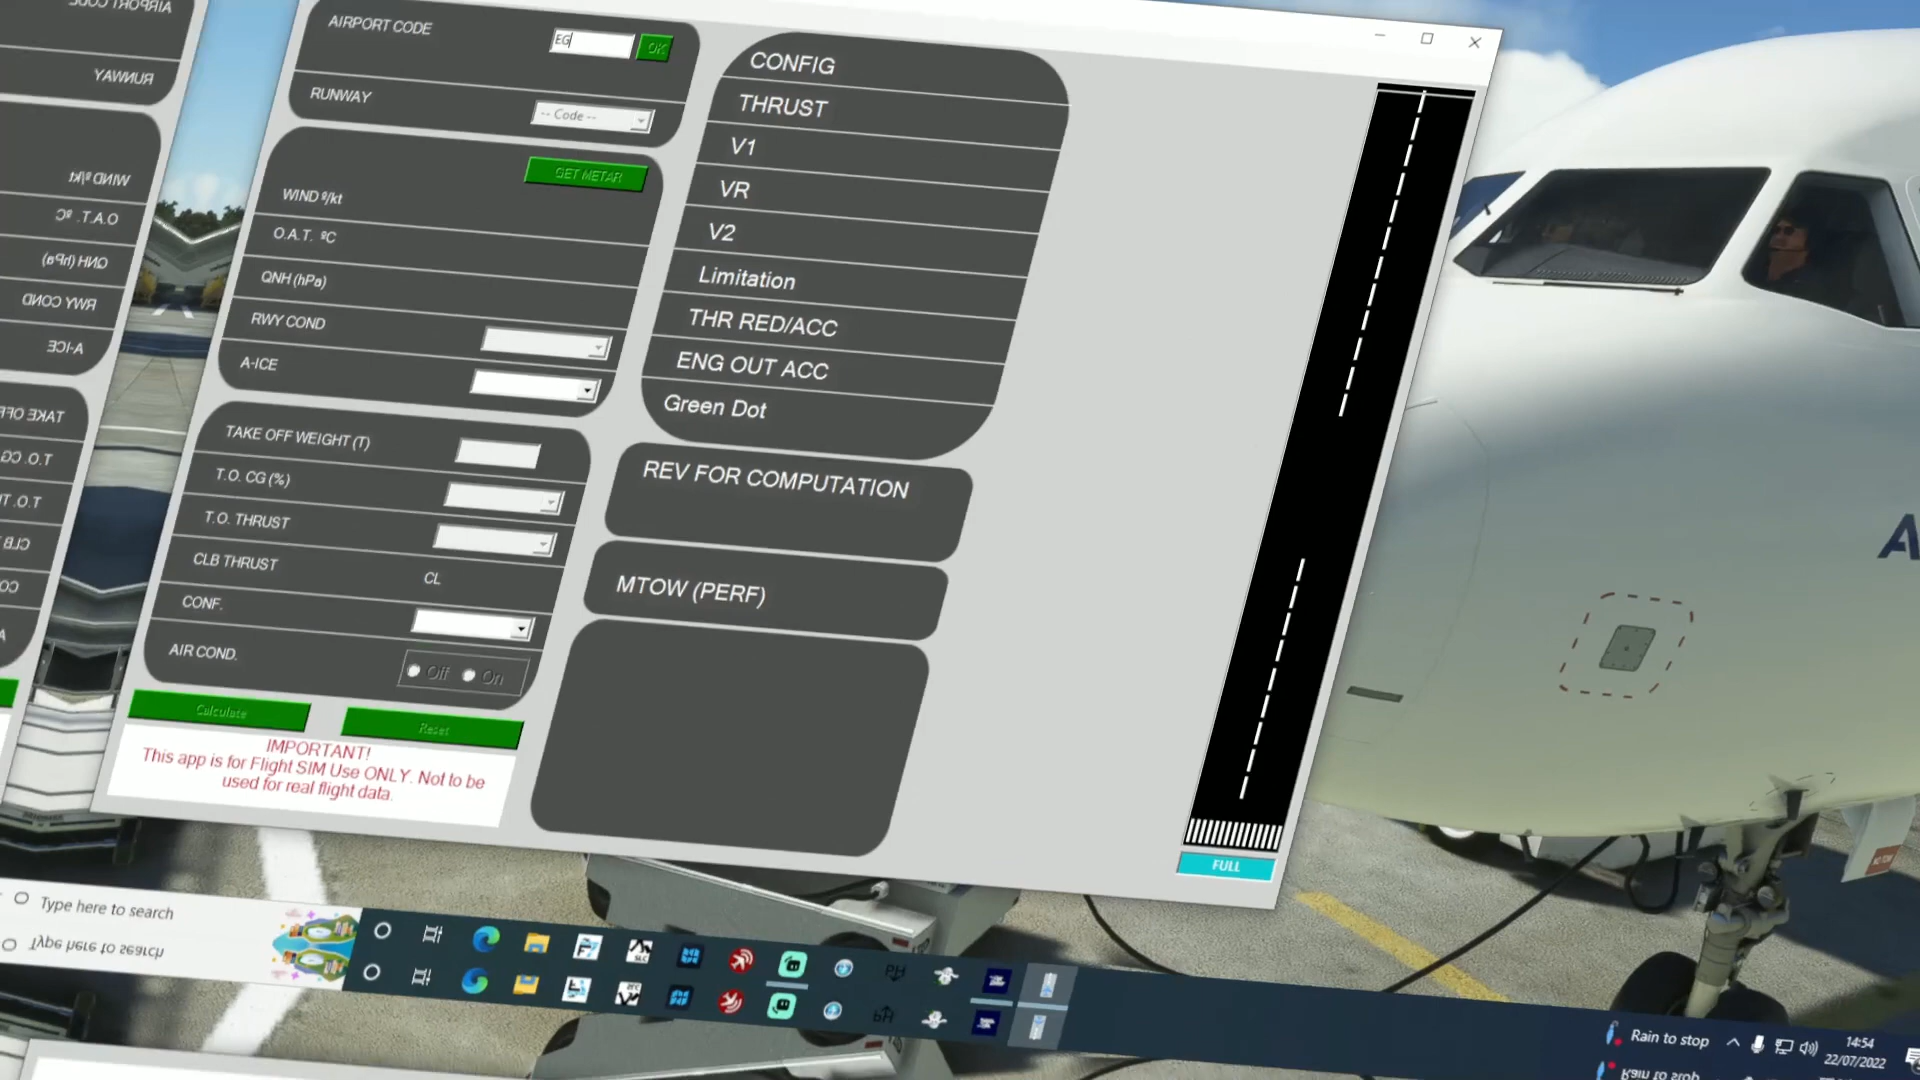 AIRPORT CODE
EG
OK
RUNWAY
-- Code --
GET METAR
WIND º/kt
O.A.T. ºC
QNH (hPa)
RWY COND
A-ICE
TAKE OFF WEIGHT (T)
T.O. CG (%)
T.O. THRUST
CLB THRUST
CL
CONF.
AIR COND.
Off
On
Calculate
Reset
IMPORTANT!
This app is for Flight SIM Use ONLY. Not to be
used for real flight data.
CONFIG
THRUST
V1
VR
V2
Limitation
THR RED/ACC
ENG OUT ACC
Green Dot
REV FOR COMPUTATION
MTOW (PERF)
FULL
A
Type here to search
Rain to stop
14:54
22/07/2022